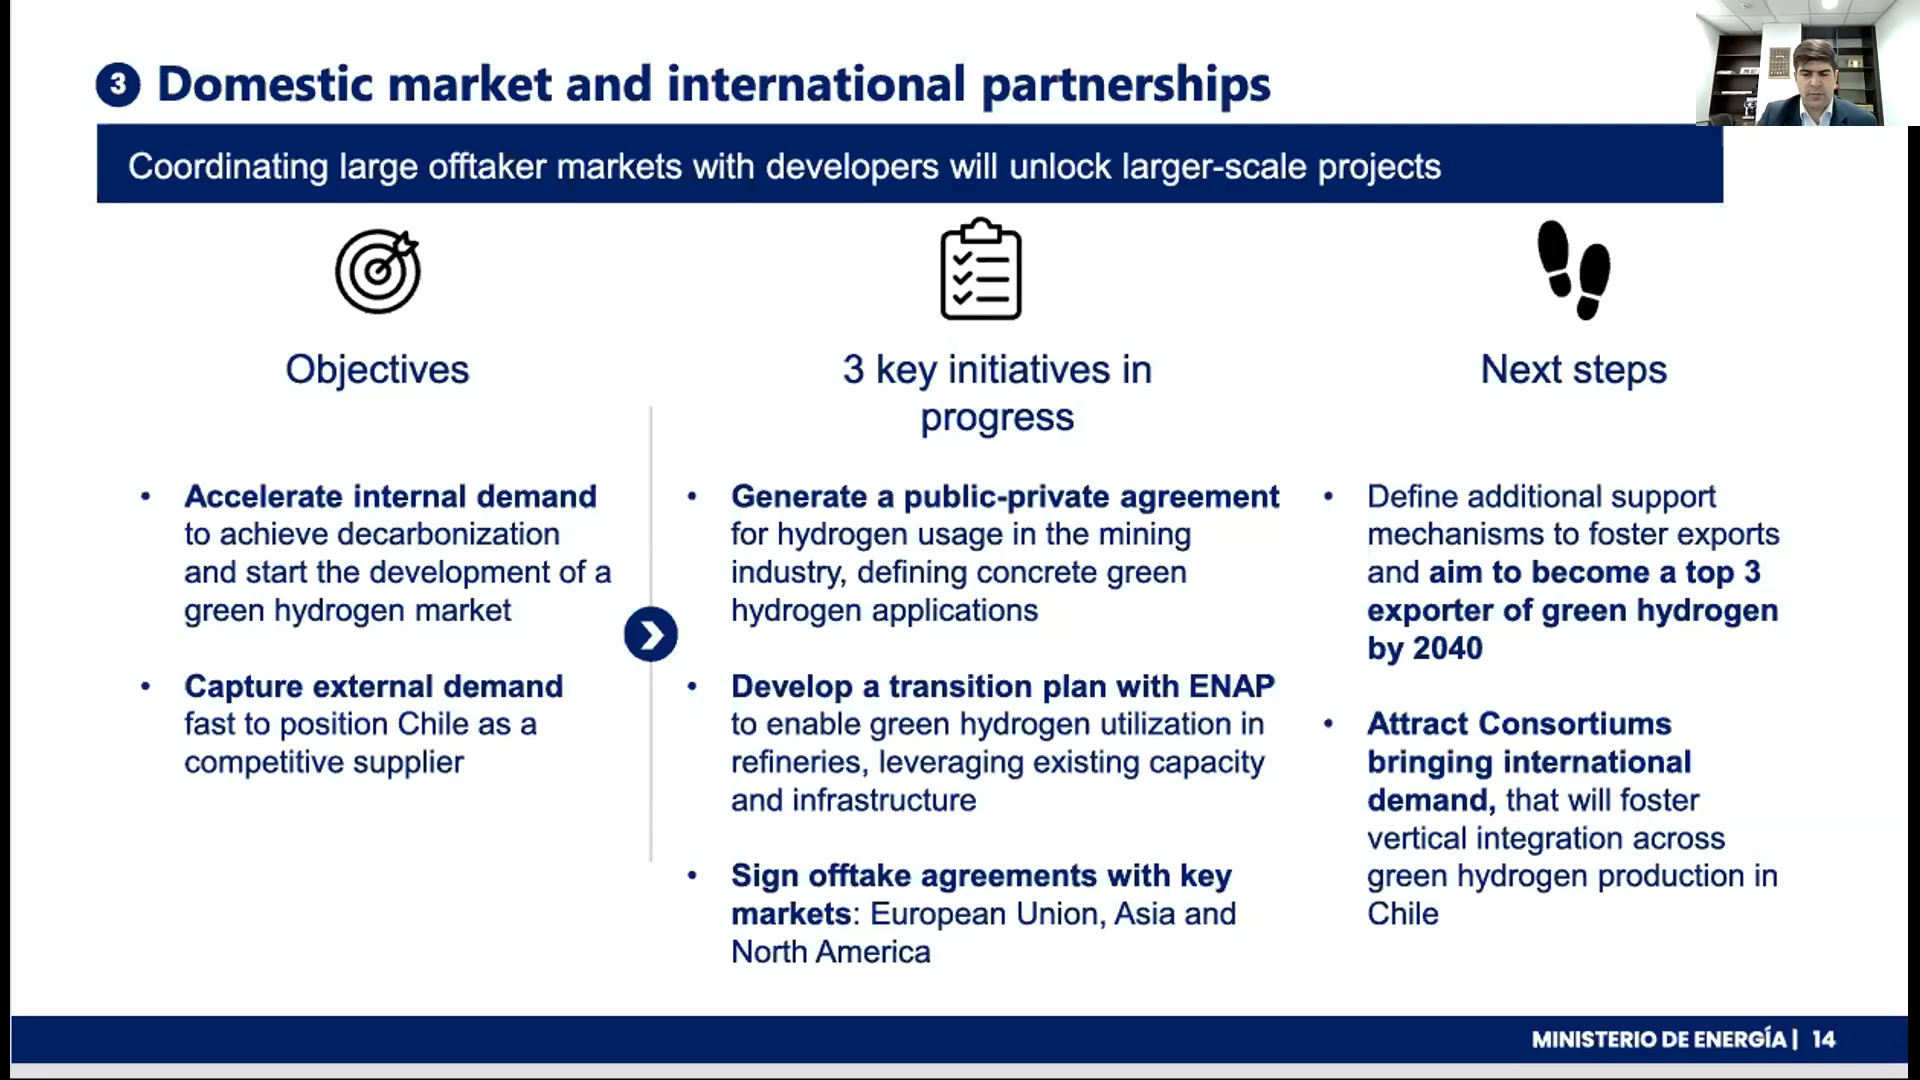 3 Domestic market and international partnerships
Coordinating large offtaker markets with developers will unlock larger-scale projects
Objectives
• Accelerate internal demand
to achieve decarbonization
and start the development of a
green hydrogen market
• Capture external demand
fast to position Chile as a
competitive supplier
3 key initiatives in
progress
• Generate a public-private agreement
for hydrogen usage in the mining
industry, defining concrete green
hydrogen applications
• Develop a transition plan with ENAP
to enable green hydrogen utilization in
refineries, leveraging existing capacity
and infrastructure
• Sign offtake agreements with key
markets: European Union, Asia and
North America
Next steps
• Define additional support
mechanisms to foster exports
and aim to become a top 3
exporter of green hydrogen
by 2040
• Attract Consortiums
bringing international
demand, that will foster
vertical integration across
green hydrogen production in
Chile
MINISTERIO DE ENERGÍA | 14